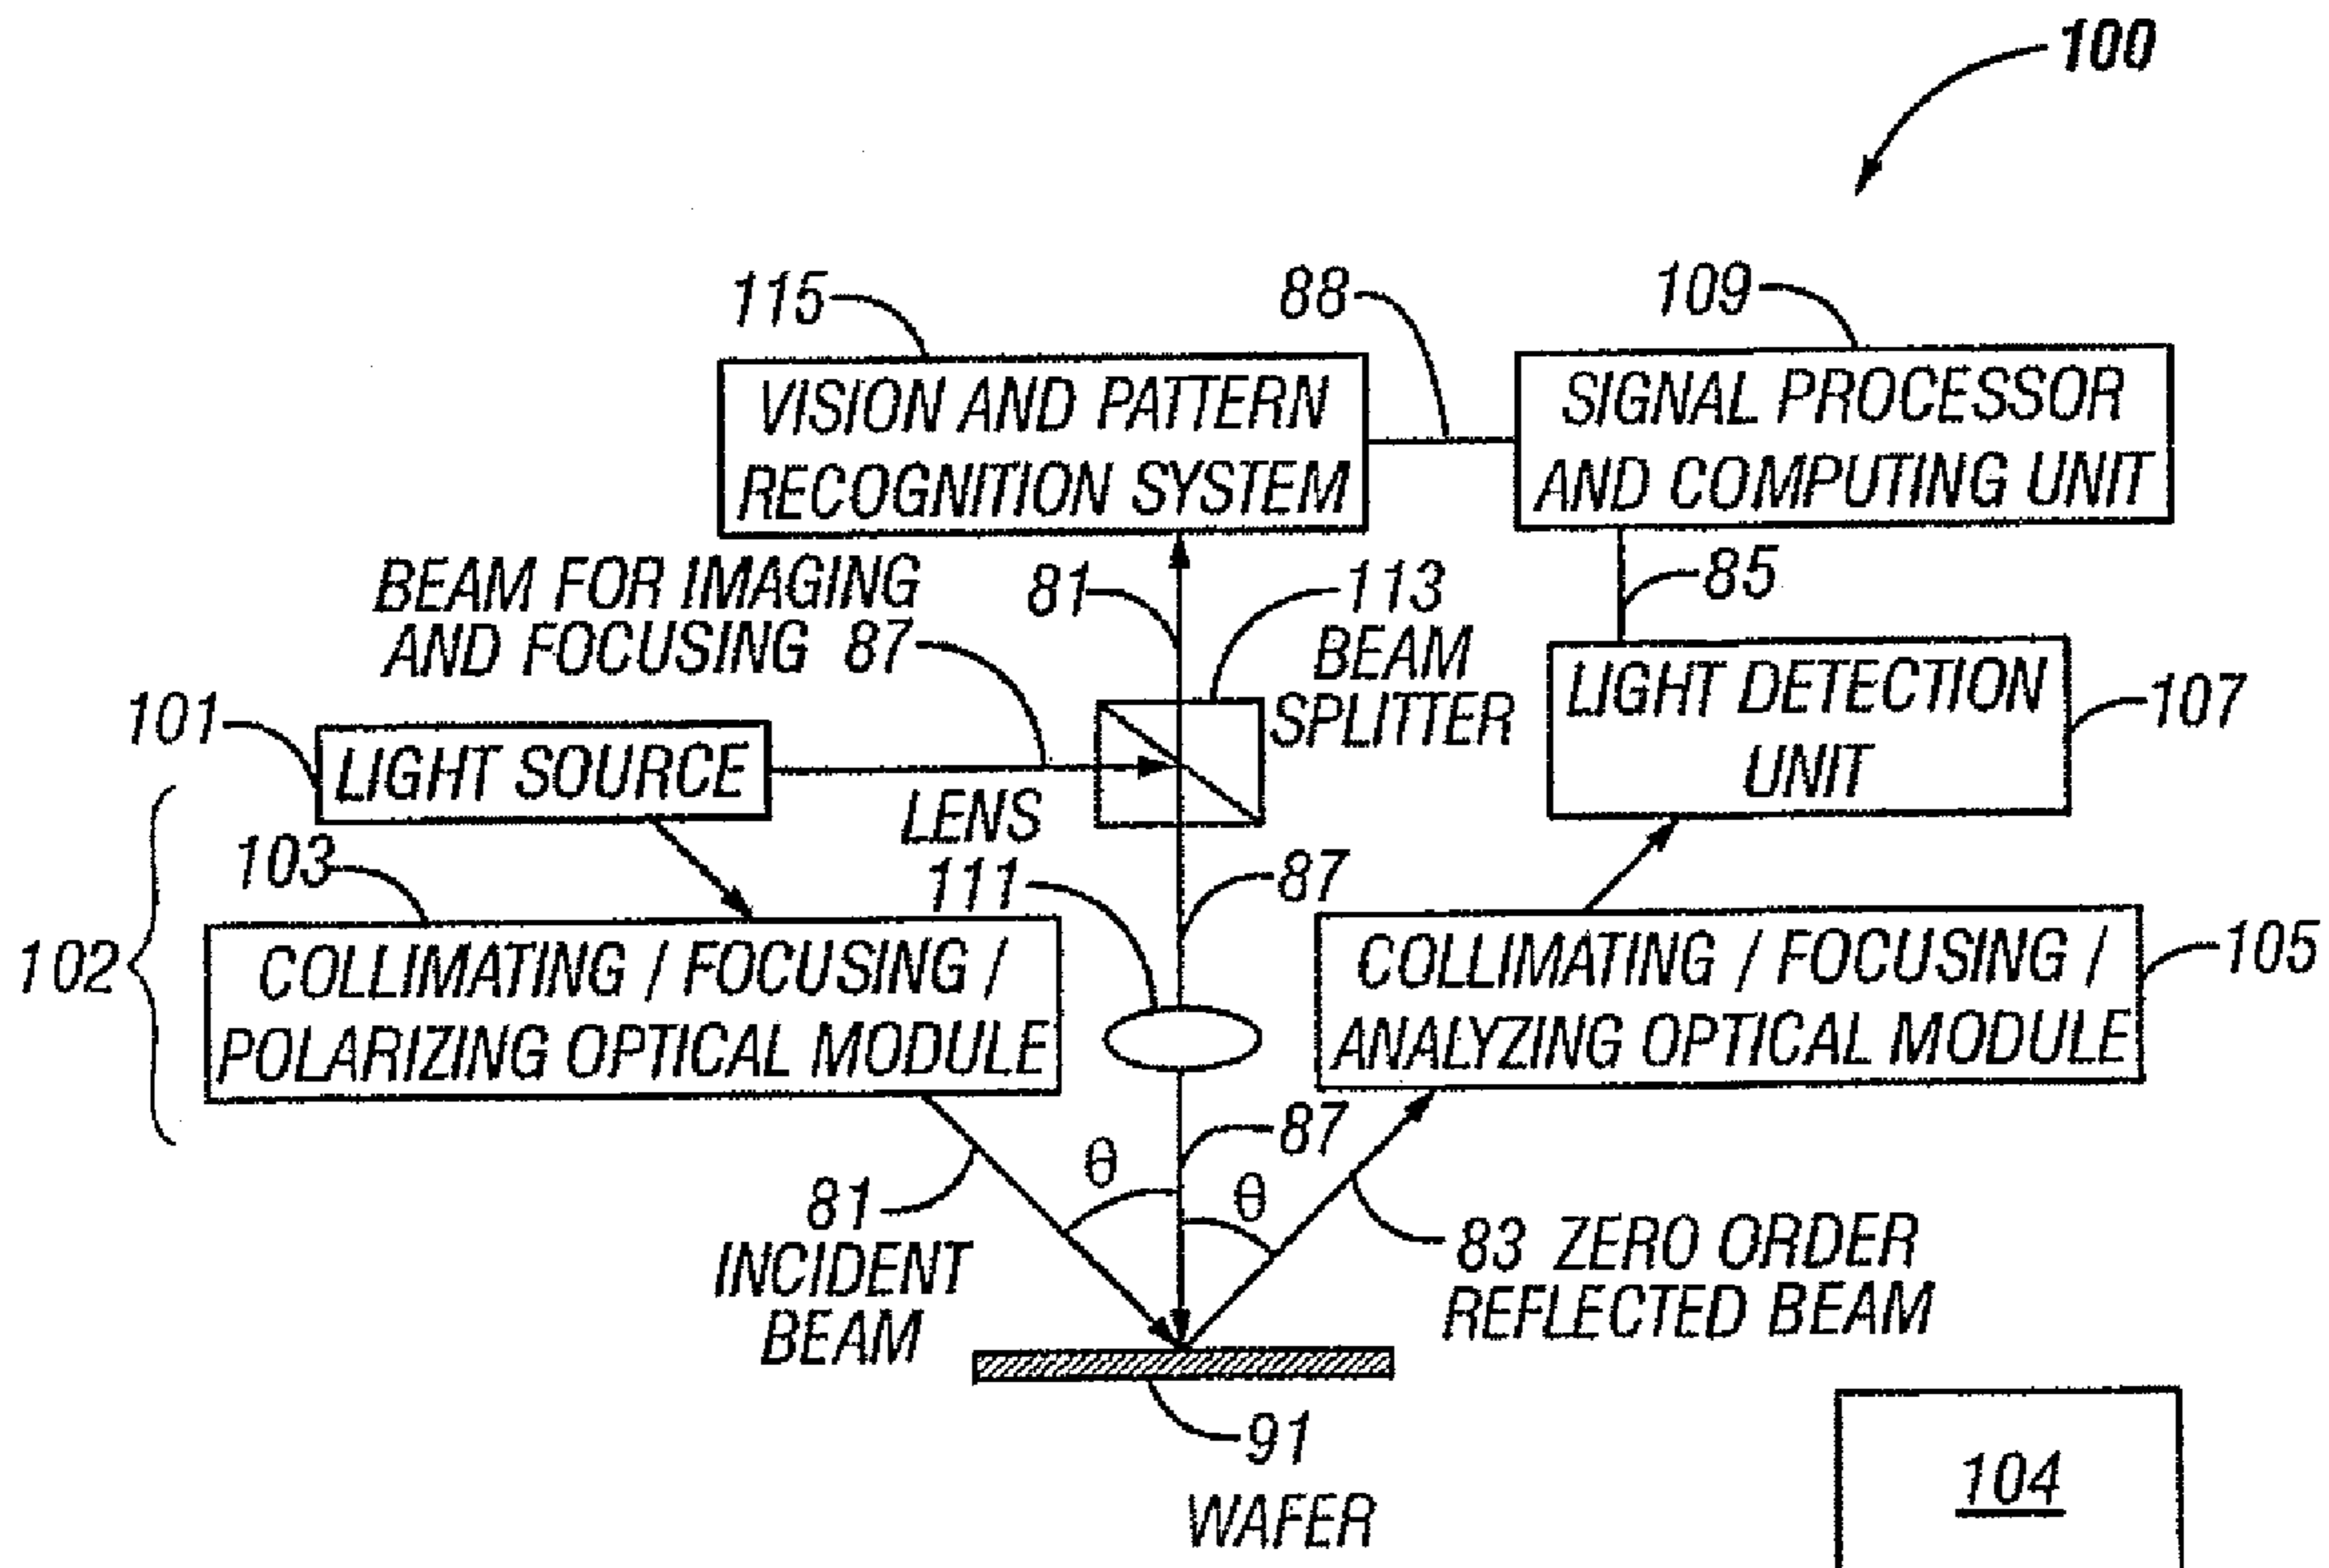 100
115
88
109
VISION AND PATTERN
RECOGNITION SYSTEM
SIGNAL PROCESSOR
AND COMPUTING UNIT
BEAM FOR IMAGING
AND FOCUSING 87
81
113
BEAM
SPLITTER
85
LIGHT DETECTION
UNIT
107
101
LIGHT SOURCE
LENS
111
87
102
103
COLLIMATING / FOCUSING /
POLARIZING OPTICAL MODULE
COLLIMATING / FOCUSING /
ANALYZING OPTICAL MODULE
105
87
θ
θ
81
INCIDENT
BEAM
83 ZERO ORDER
REFLECTED BEAM
91
WAFER
104